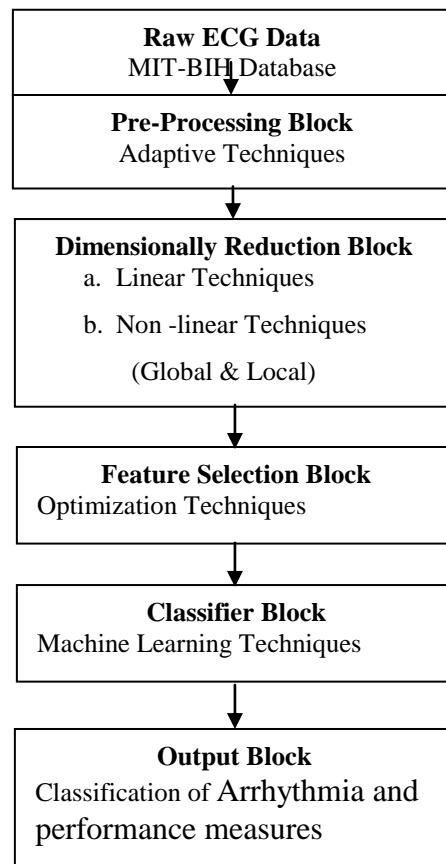 Raw ECG Data
MIT-BIH Database
Pre-Processing Block
Adaptive Techniques
Dimensionally Reduction Block
a. Linear Techniques
b. Non -linear Techniques
(Global & Local)
Feature Selection Block
Optimization Techniques
Classifier Block
Machine Learning Techniques
Output Block
Classification of Arrhythmia and
performance measures